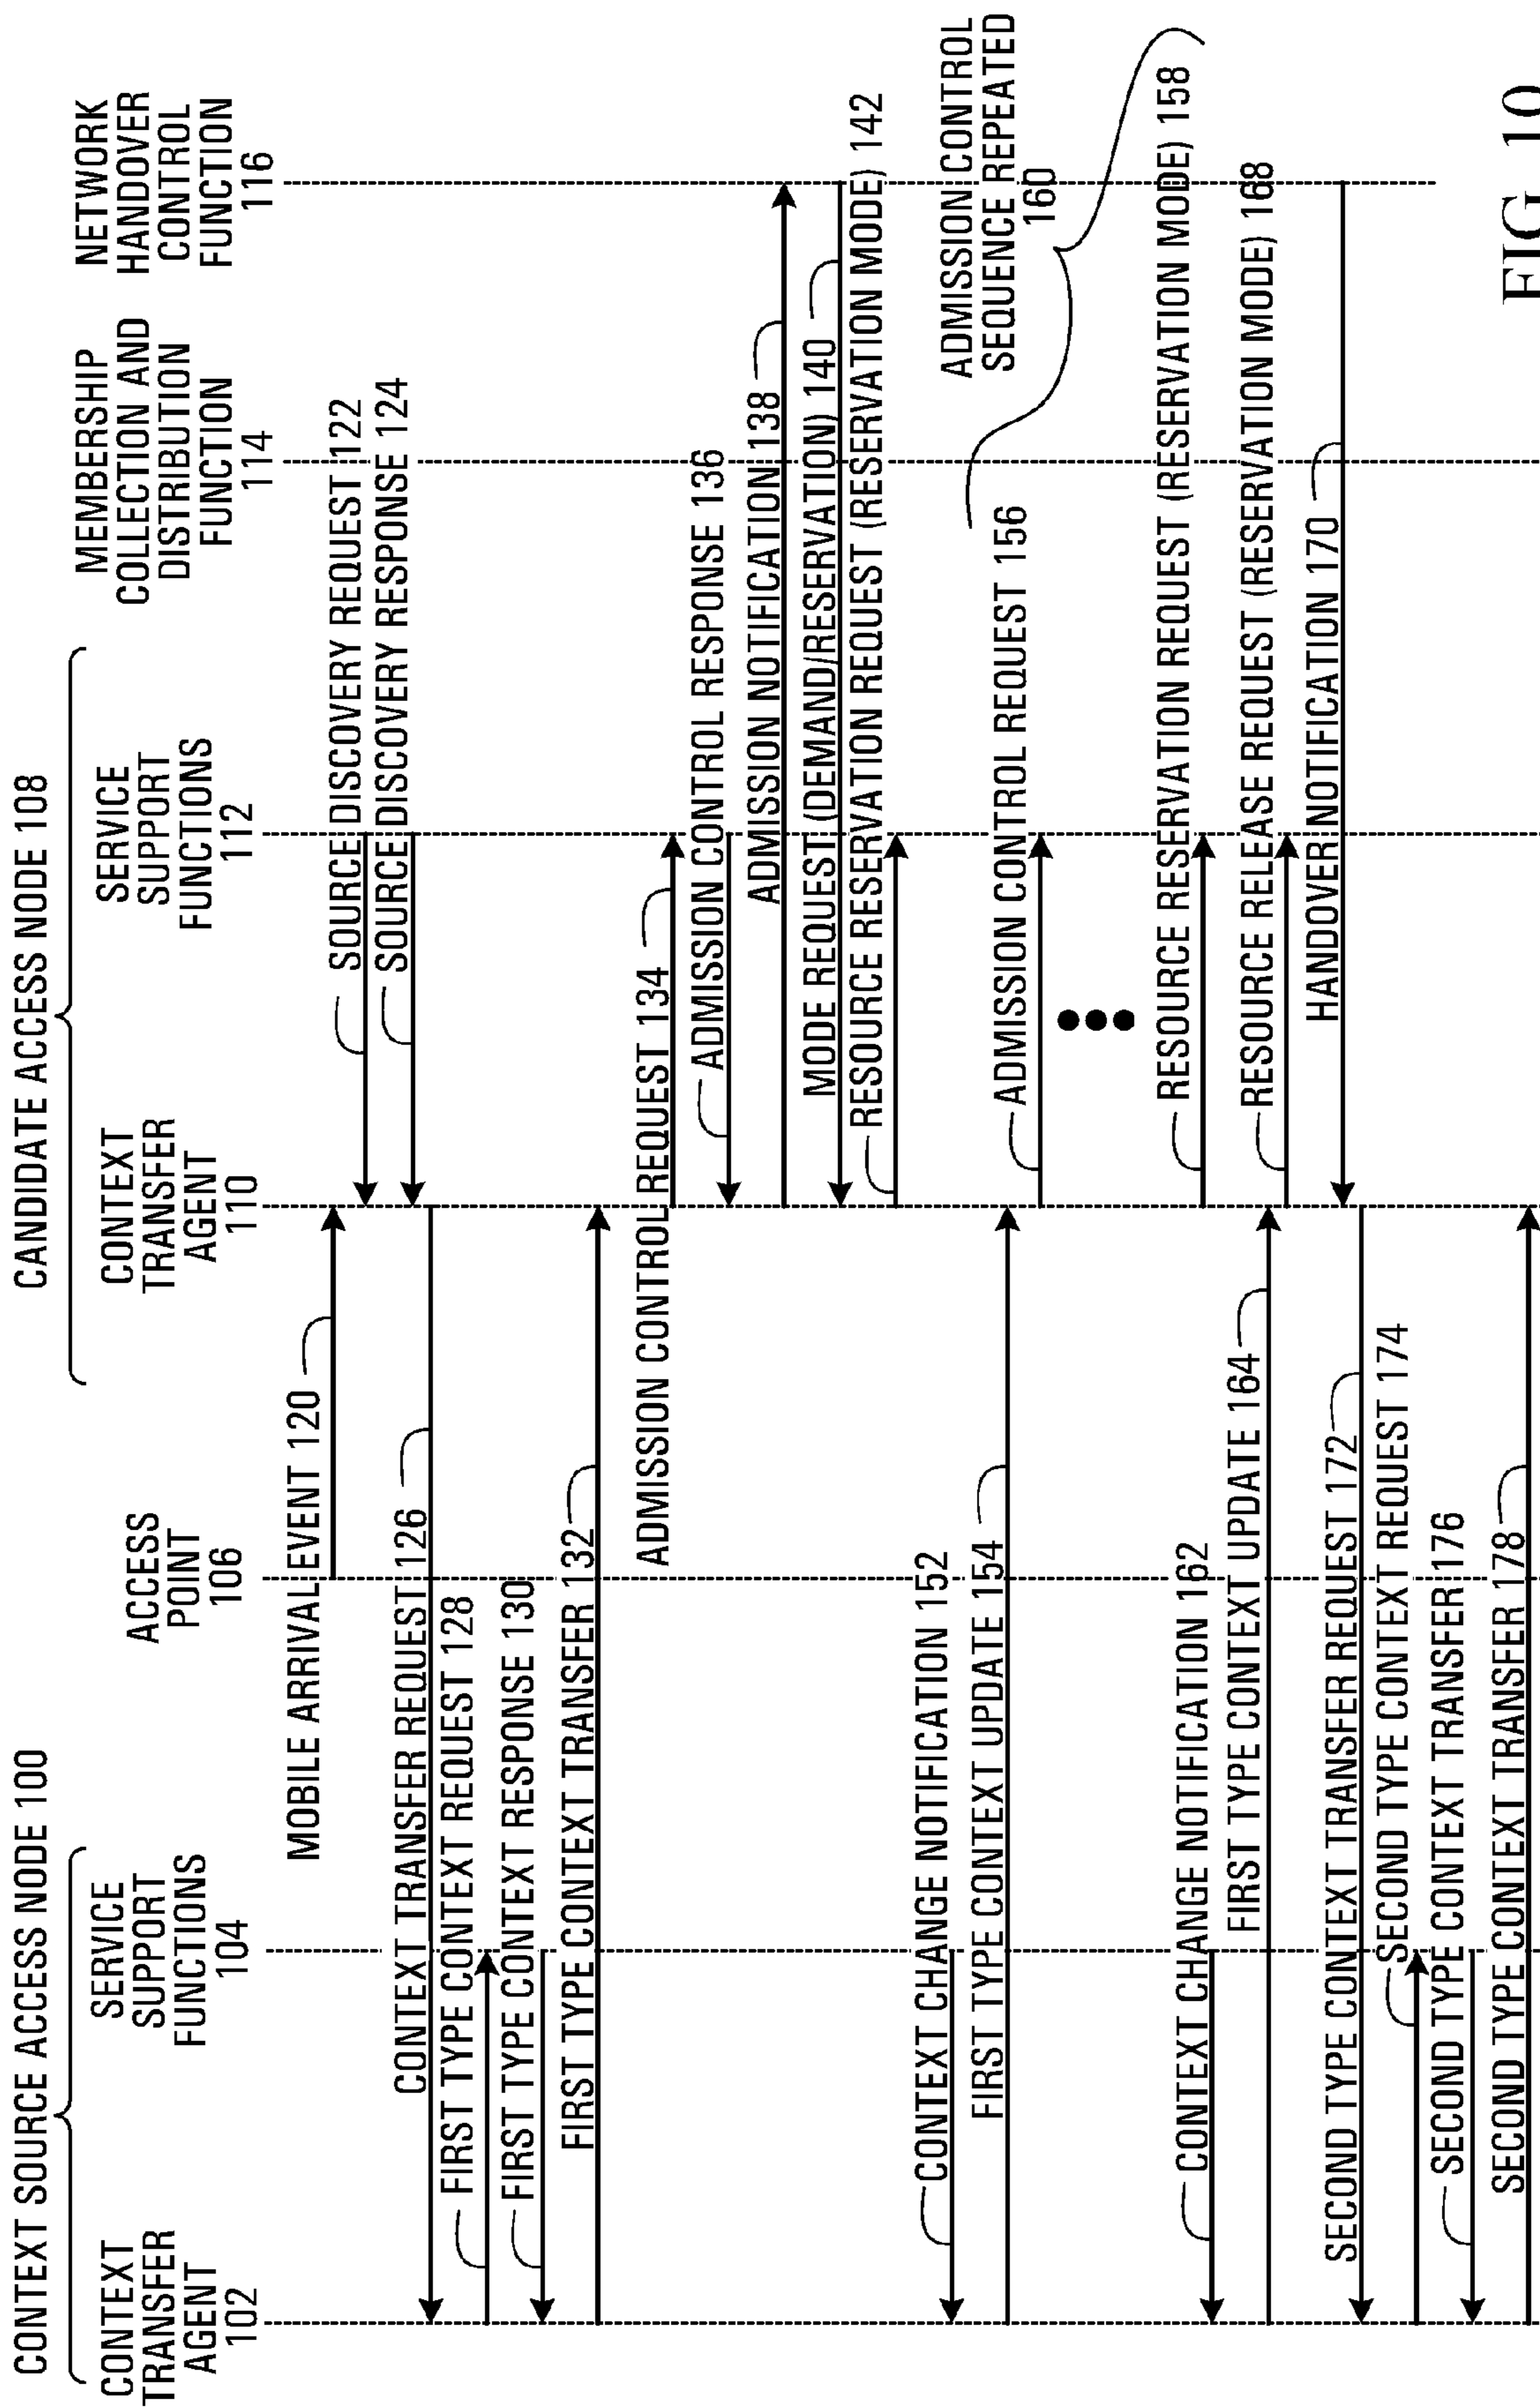 CONTEXT SOURCE ACCESS NODE 100
CANDIDATE ACCESS NODE 108
CONTEXT
TRANSFER
AGENT
102
SERVICE
SUPPORT
FUNCTIONS
104
ACCESS
POINT
106
CONTEXT
TRANSFER
AGENT
110
SERVICE
SUPPORT
FUNCTIONS
112
MEMBERSHIP
COLLECTION AND
DISTRIBUTION
FUNCTION
114
NETWORK
HANDOVER
CONTROL
FUNCTION
116
MOBILE ARRIVAL EVENT 120
SOURCE DISCOVERY REQUEST 122
SOURCE DISCOVERY RESPONSE 124
CONTEXT TRANSFER REQUEST 126
FIRST TYPE CONTEXT REQUEST 128
FIRST TYPE CONTEXT RESPONSE 130
FIRST TYPE CONTEXT TRANSFER 132
ADMISSION CONTROL REQUEST 134
ADMISSION CONTROL RESPONSE 136
ADMISSION NOTIFICATION 138
MODE REQUEST (DEMAND/RESERVATION) 140
RESOURCE RESERVATION REQUEST (RESERVATION MODE) 142
CONTEXT CHANGE NOTIFICATION 152
FIRST TYPE CONTEXT UPDATE 154
ADMISSION CONTROL REQUEST 156
ADMISSION CONTROL
SEQUENCE REPEATED
160
RESOURCE RESERVATION REQUEST (RESERVATION MODE) 158
CONTEXT CHANGE NOTIFICATION 162
FIRST TYPE CONTEXT UPDATE 164
RESOURCE RELEASE REQUEST (RESERVATION MODE) 168
HANDOVER NOTIFICATION 170
SECOND TYPE CONTEXT TRANSFER REQUEST 172
SECOND TYPE CONTEXT REQUEST 174
SECOND TYPE CONTEXT TRANSFER 176
SECOND TYPE CONTEXT TRANSFER 178
FIG 10